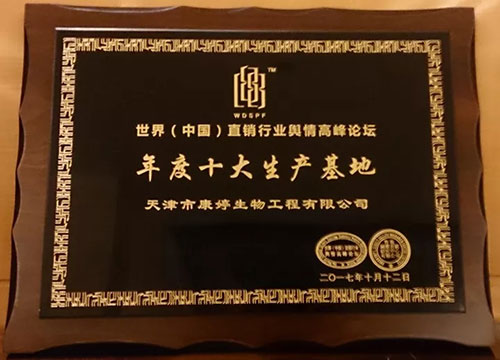 TM
WDSPF
世界（中国）直销行业舆情高峰论坛
年度十大生产基地
天津市康婷生物工程有限公司
二〇一七年十月十二日